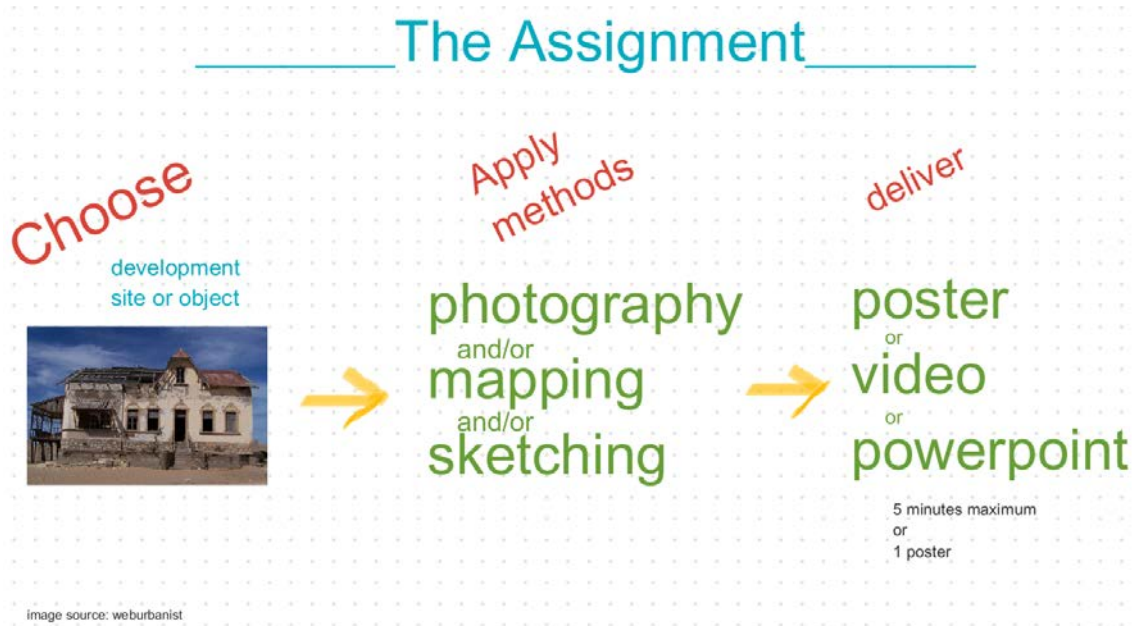 The Assignment
Choose
development
site or object
Apply
methods
photography
and/or
mapping
and/or
sketching
deliver
poster
or
video
or
powerpoint
5 minutes maximum
or
1 poster
image source: weburbanist